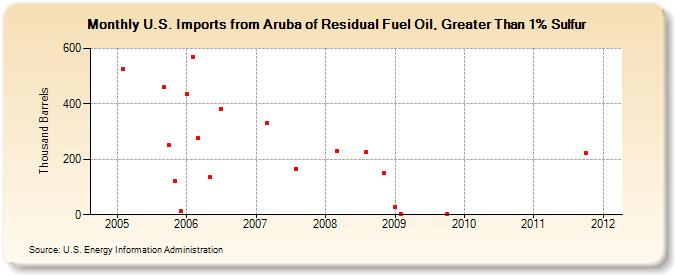 Monthly U.S. Imports from Aruba of Residual Fuel Oil, Greater Than 1% Sulfur
Thousand Barrels
600
400
200
0
2005 2006 2007 2008 2009 2010 2011 2012
Source: U.S. Energy Information Administration